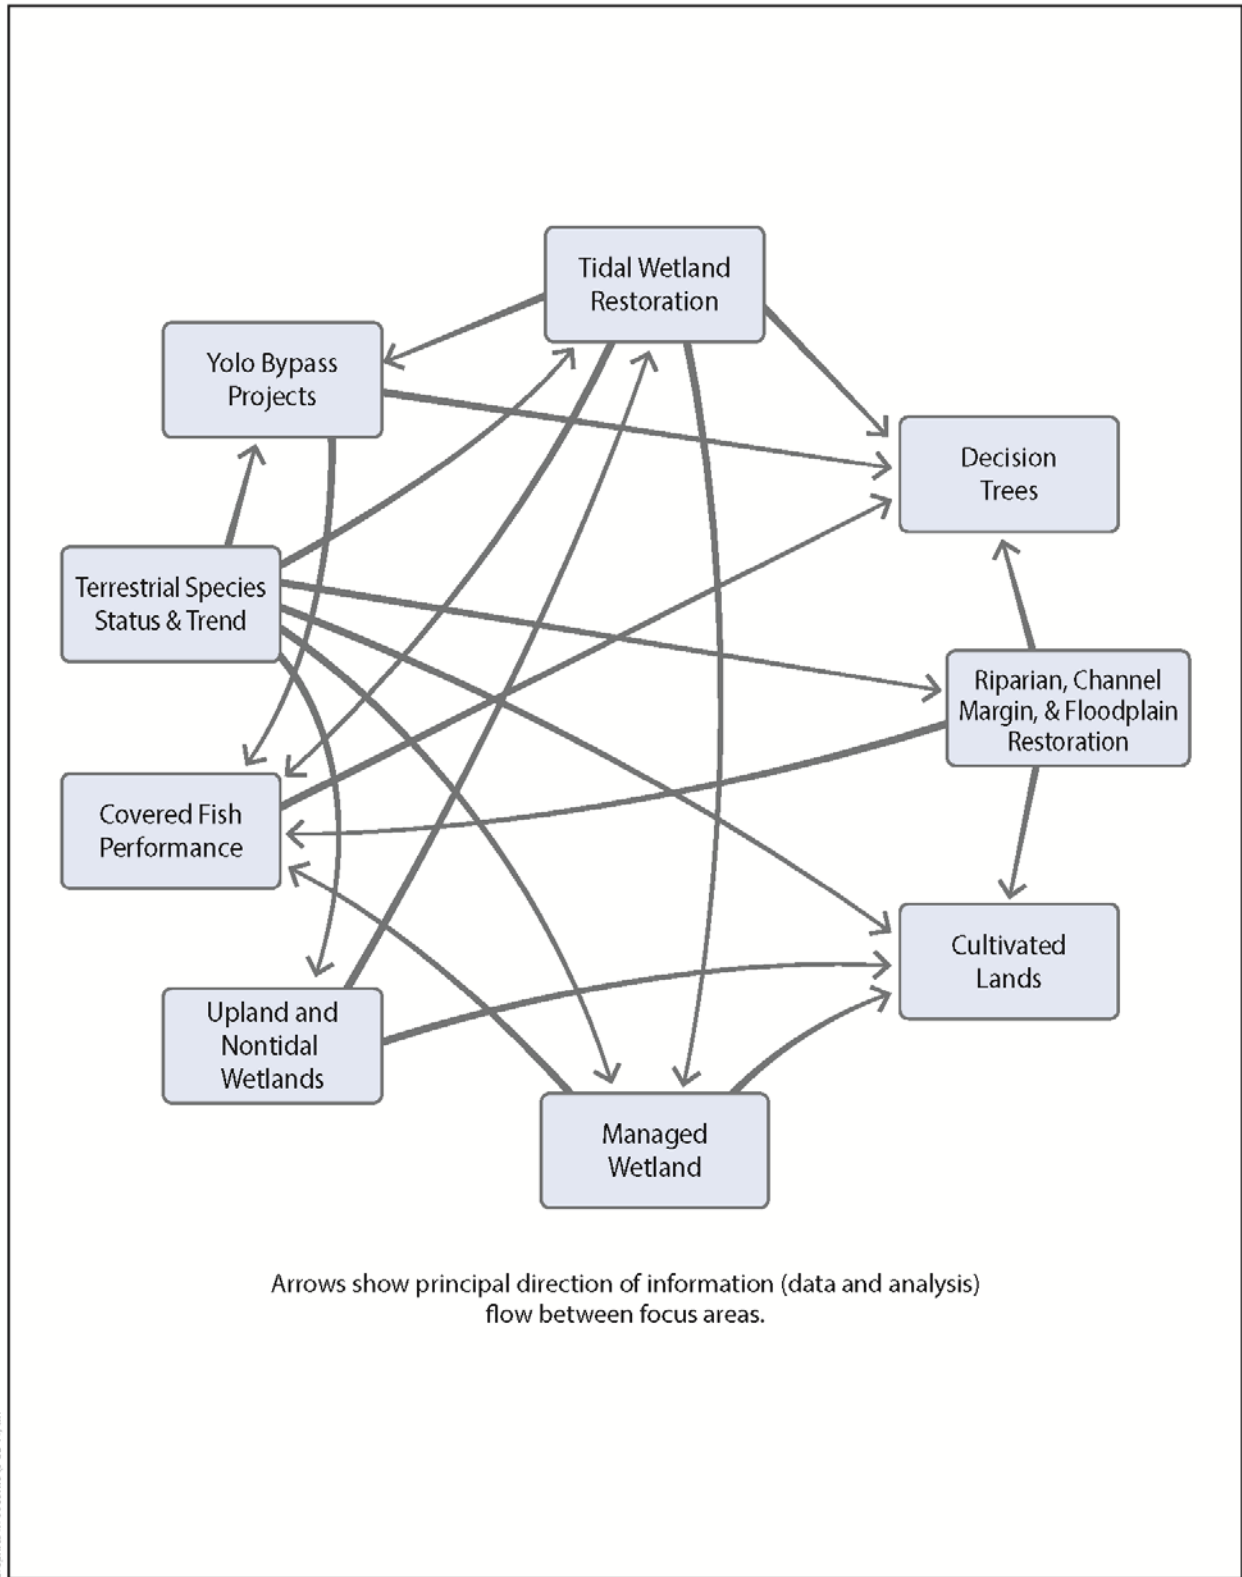 Tidal Wetland
Restoration
Yolo Bypass
Projects
Decision
Trees
Terrestrial Species
Status & Trend
Riparian, Channel
Margin, & Floodplain
Restoration
Covered Fish
Performance
Cultivated
Lands
Upland and
Nontidal
Wetlands
Managed
Wetland
Arrows show principal direction of information (data and analysis)
flow between focus areas.